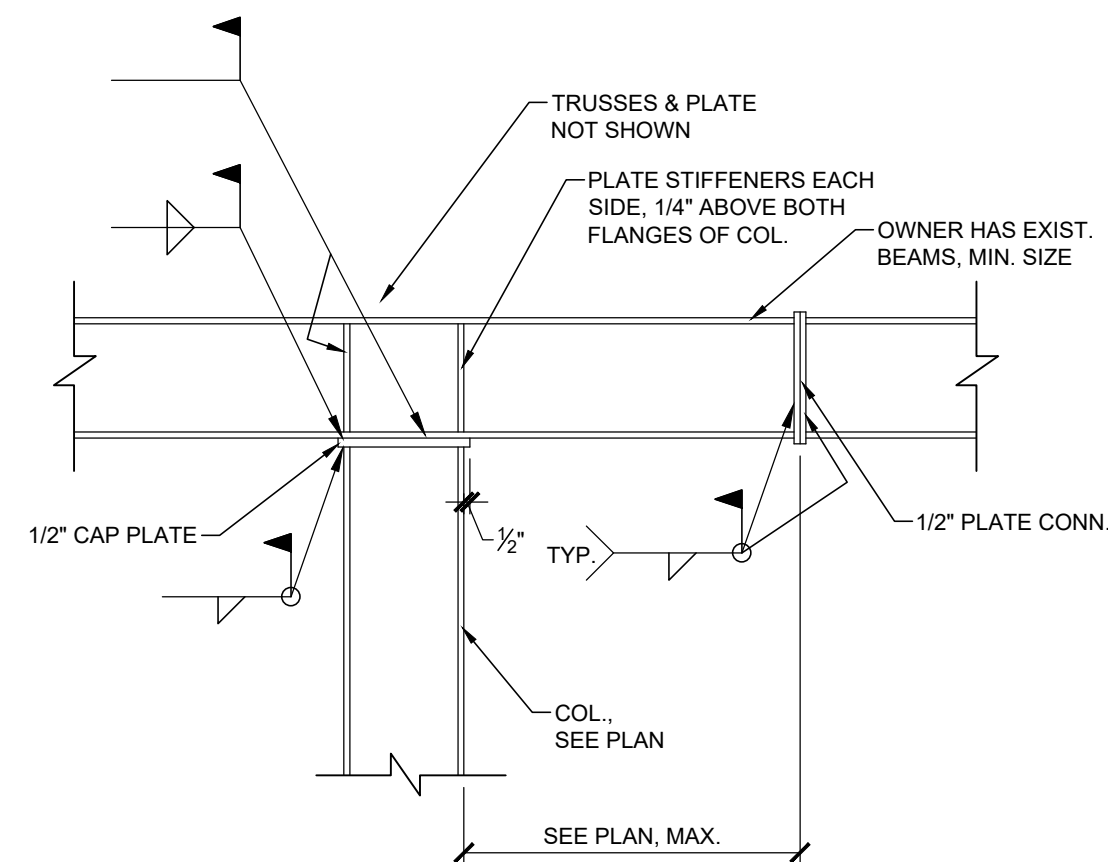 TRUSSES & PLATE
NOT SHOWN
PLATE STIFFENERS EACH
SIDE, 1/4" ABOVE BOTH
FLANGES OF COL.
OWNER HAS EXIST.
BEAMS, MIN. SIZE
1/2" CAP PLATE
½"
TYP.
1/2" PLATE CONN.
COL.,
SEE PLAN
SEE PLAN, MAX.